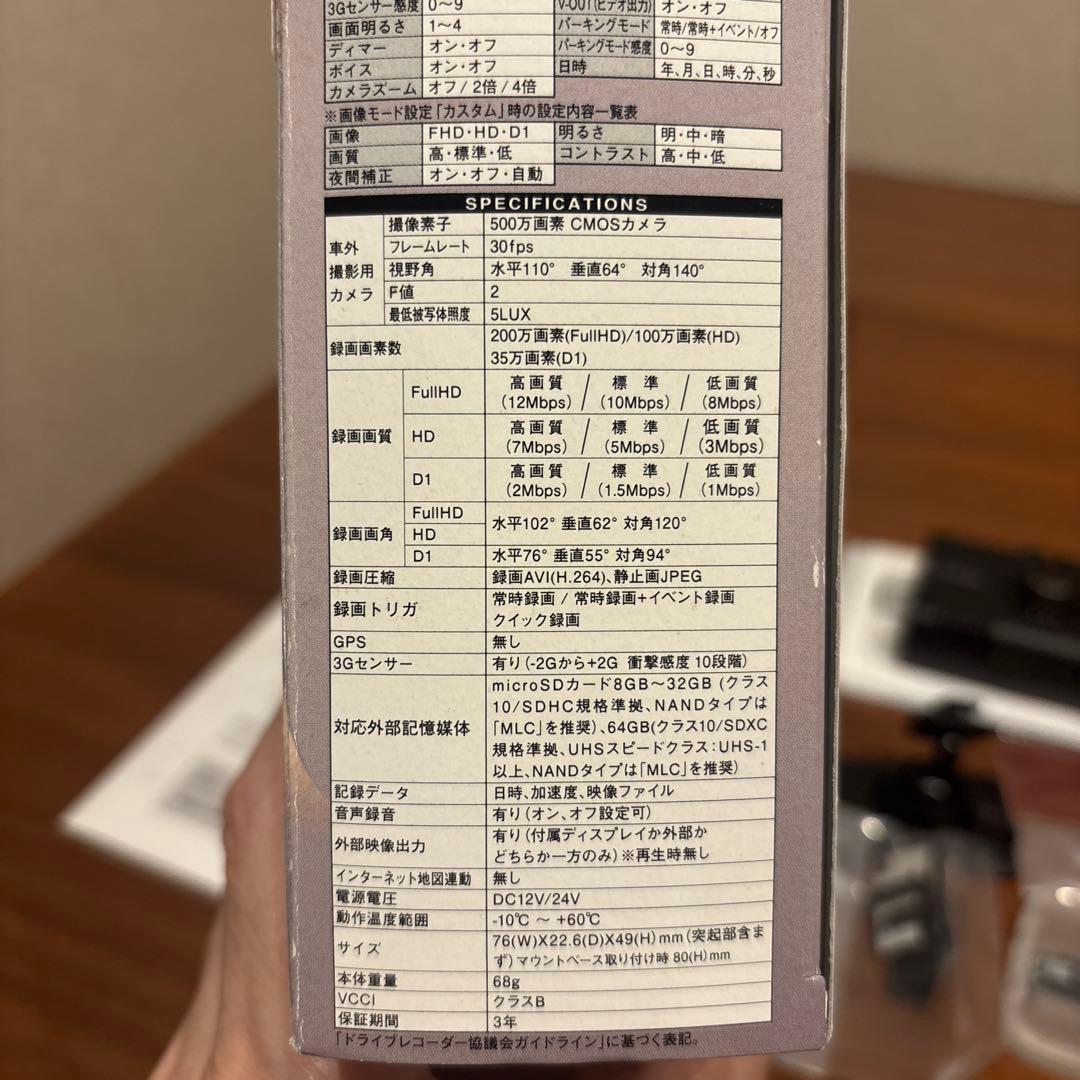 3Gセンサー感度 0〜9 V-OUT(ビデオ出力) オン・オフ
画面明るさ 1〜4 パーキングモード 常時/常時+イベント/オフ
ディマー オン・オフ パーキングモード感度 0〜9
ボイス オン・オフ 日時 年、月、日、時、分、秒
カメラズーム オフ/2倍/4倍
※画像モード設定「カスタム」時の設定内容一覧表
画像 FHD・HD・D1 明るさ 明・中・暗
画質 高・標準・低 コントラスト 高・中・低
夜間補正 オン・オフ・自動
SPECIFICATIONS
車外撮影用カメラ 撮像素子 500万画素 CMOSカメラ
フレームレート 30fps
視野角 水平110° 垂直64° 対角140°
F値 2
最低被写体照度 5LUX
録画画素数 200万画素(FullHD)/100万画素(HD)
35万画素(D1)
録画画質 FullHD 高画質 / 標準 / 低画質
(12Mbps) (10Mbps) (8Mbps)
HD 高画質 / 標準 / 低画質
(7Mbps) (5Mbps) (3Mbps)
D1 高画質 / 標準 / 低画質
(2Mbps) (1.5Mbps) (1Mbps)
録画画角 FullHD HD 水平102° 垂直62° 対角120°
D1 水平76° 垂直55° 対角94°
録画圧縮 録画AVI(H.264)、静止画JPEG
録画トリガ 常時録画 / 常時録画+イベント録画
クイック録画
GPS 無し
3Gセンサー 有り(-2Gから+2G 衝撃感度 10段階)
対応外部記憶媒体 microSDカード8GB〜32GB (クラス
10/SDHC規格準拠、NANDタイプは
「MLC」を推奨)、64GB(クラス10/SDXC
規格準拠、UHSスピードクラス:UHS-1
以上、NANDタイプは「MLC」を推奨)
記録データ 日時、加速度、映像ファイル
音声録音 有り(オン、オフ設定可)
外部映像出力 有り(付属ディスプレイか外部か
どちらか一方のみ)※再生時無し
インターネット地図連動 無し
電源電圧 DC12V/24V
動作温度範囲 -10℃ 〜 +60℃
サイズ 76(W)X22.6(D)X49(H)mm(突起部含ま
ず)マウントベース取り付け時 80(H)mm
本体重量 68g
VCCI クラスB
保証期間 3年
「ドライブレコーダー協議会ガイドライン」に基づく表記。